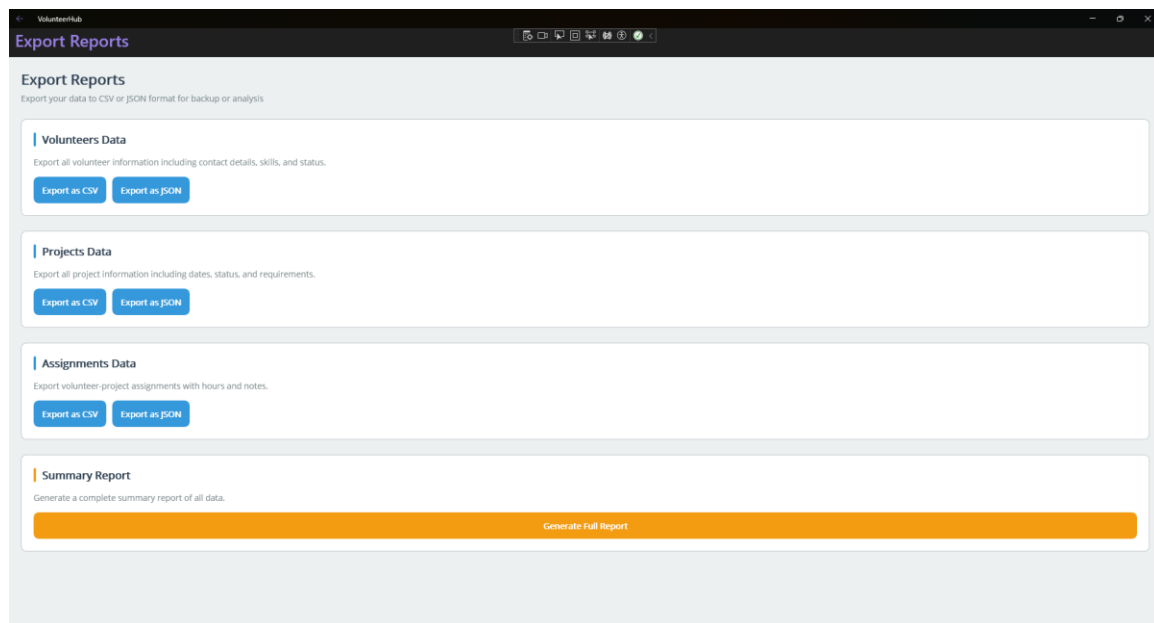 VolunteerHub
Export Reports
Export Reports
Export your data to CSV or JSON format for backup or analysis
Volunteers Data
Export all volunteer information including contact details, skills, and status.
Export as CSV Export as JSON
Projects Data
Export all project information including dates, status, and requirements.
Export as CSV Export as JSON
Assignments Data
Export volunteer-project assignments with hours and notes.
Export as CSV Export as JSON
Summary Report
Generate a complete summary report of all data.
Generate Full Report